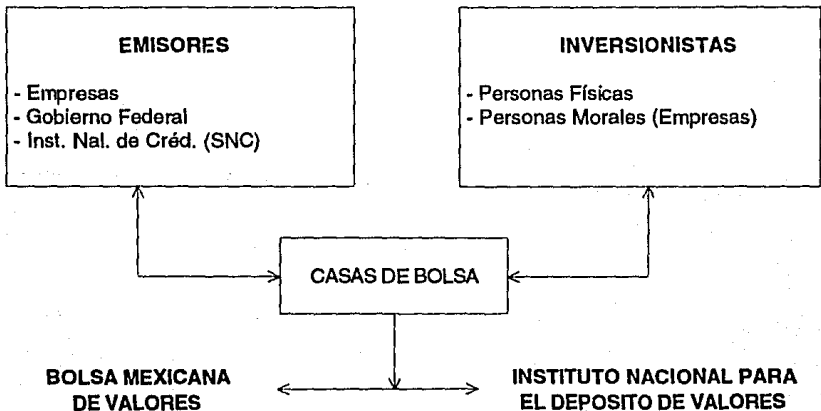 EMISORES
- Empresas
- Gobierno Federal
- Inst. Nal. de Créd. (SNC)
INVERSIONISTAS
- Personas Físicas
- Personas Morales (Empresas)
CASAS DE BOLSA
BOLSA MEXICANA
DE VALORES
INSTITUTO NACIONAL PARA
EL DEPOSITO DE VALORES